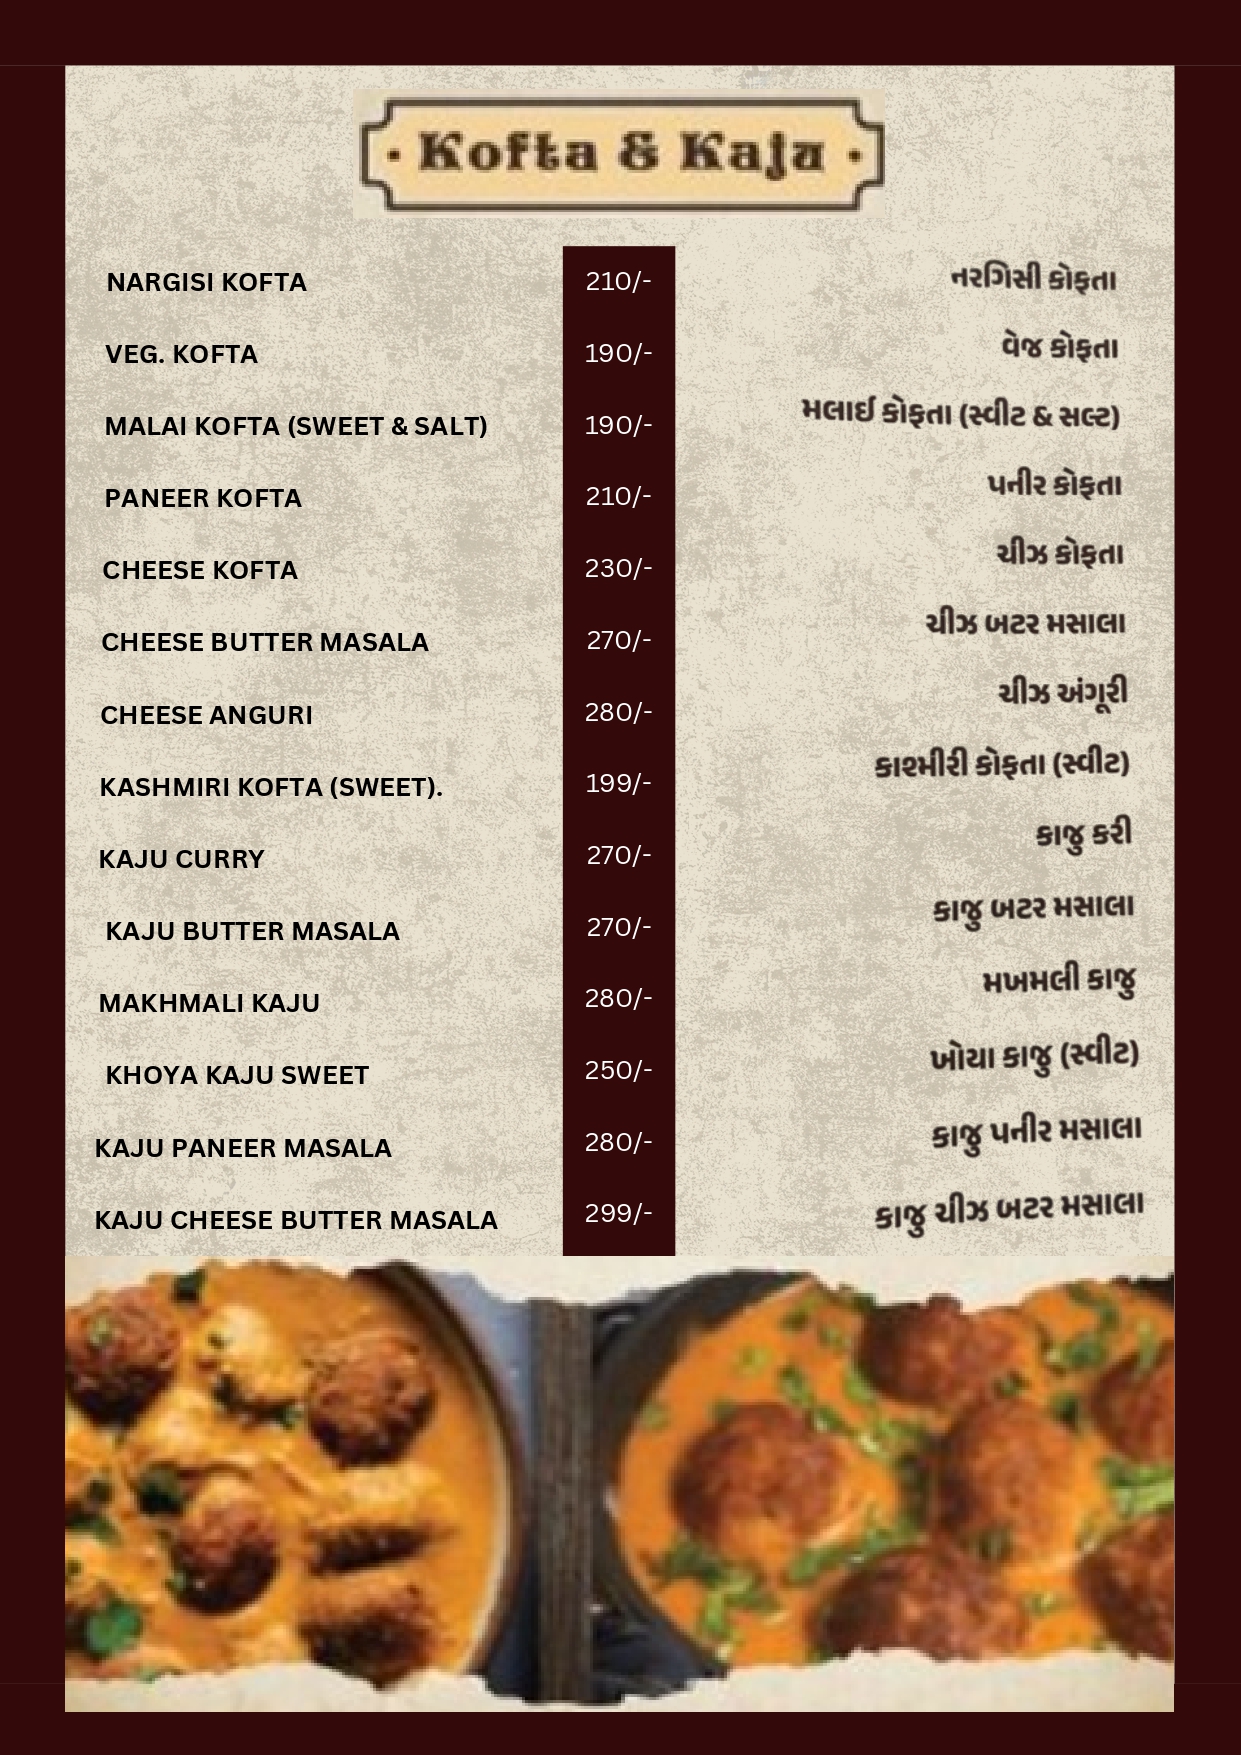 Kofta & Kaju
NARGISI KOFTA 210/- નરગિસી કોફતા
VEG. KOFTA 190/- વેજ કોફતા
MALAI KOFTA (SWEET & SALT) 190/- મલાઈ કોફતા (સ્વીટ & સલ્ટ)
PANEER KOFTA 210/- પનીર કોફતા
CHEESE KOFTA 230/- ચીઝ કોફતા
CHEESE BUTTER MASALA 270/- ચીઝ બટર મસાલા
CHEESE ANGURI 280/- ચીઝ અંગૂરી
KASHMIRI KOFTA (SWEET). 199/- કાશ્મીરી કોફતા (સ્વીટ)
KAJU CURRY 270/- કાજુ કરી
KAJU BUTTER MASALA 270/- કાજુ બટર મસાલા
MAKHMALI KAJU 280/- મખમલી કાજુ
KHOYA KAJU SWEET 250/- ખોયા કાજુ (સ્વીટ)
KAJU PANEER MASALA 280/- કાજુ પનીર મસાલા
KAJU CHEESE BUTTER MASALA 299/- કાજુ ચીઝ બટર મસાલા